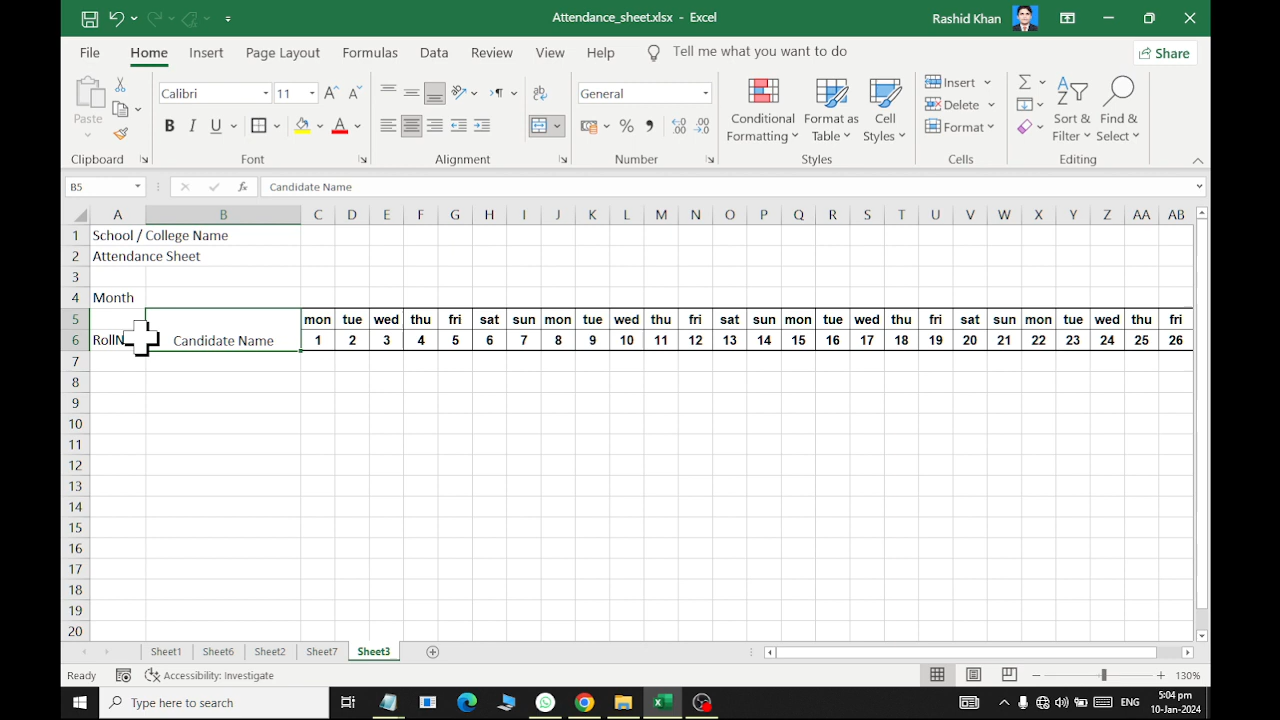 Attendance_sheet.xlsx - Excel
Rashid Khan
File Home Insert Page Layout Formulas Data Review View Help Tell me what you want to do Share
Paste
Clipboard
Calibri 11
B I U A
Font
ab
Alignment
General
% , .00
Number
Conditional Formatting
Format as Table
Cell Styles
Styles
Insert
Delete
Format
Cells
Sort & Filter
Find & Select
Editing
B5 fx Candidate Name
A B C D E F G H I J K L M N O P Q R S T U V W X Y Z AA AB
1 School / College Name
2 Attendance Sheet
3
4 Month
5 mon tue wed thu fri sat sun mon tue wed thu fri sat sun mon tue wed thu fri sat sun mon tue wed thu fri
6 Candidate Name 1 2 3 4 5 6 7 8 9 10 11 12 13 14 15 16 17 18 19 20 21 22 23 24 25 26
7
8
9
10
11
12
13
14
15
16
17
18
19
20
Sheet1 Sheet6 Sheet2 Sheet7 Sheet3
Ready Accessibility: Investigate 130%
Type here to search
ENG
5:04 pm
10-Jan-2024